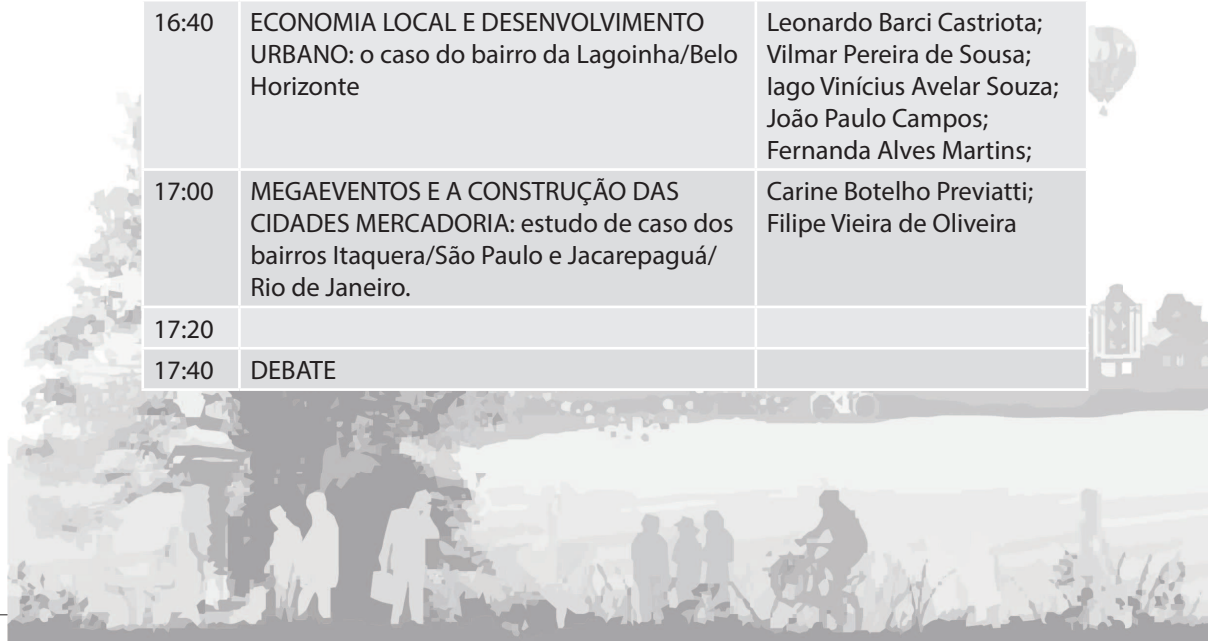 16:40 ECONOMIA LOCAL E DESENVOLVIMENTO Leonardo Barci Castriota;
URBANO: o caso do bairro da Lagoinha/Belo Vilmar Pereira de Sousa;
Horizonte Iago Vinícius Avelar Souza;
João Paulo Campos;
Fernanda Alves Martins;
17:00 MEGAEVENTOS E A CONSTRUÇÃO DAS Carine Botelho Previatti;
CIDADES MERCADORIA: estudo de caso dos Filipe Vieira de Oliveira
bairros Itaquera/São Paulo e Jacarepaguá/
Rio de Janeiro.
17:20
17:40 DEBATE